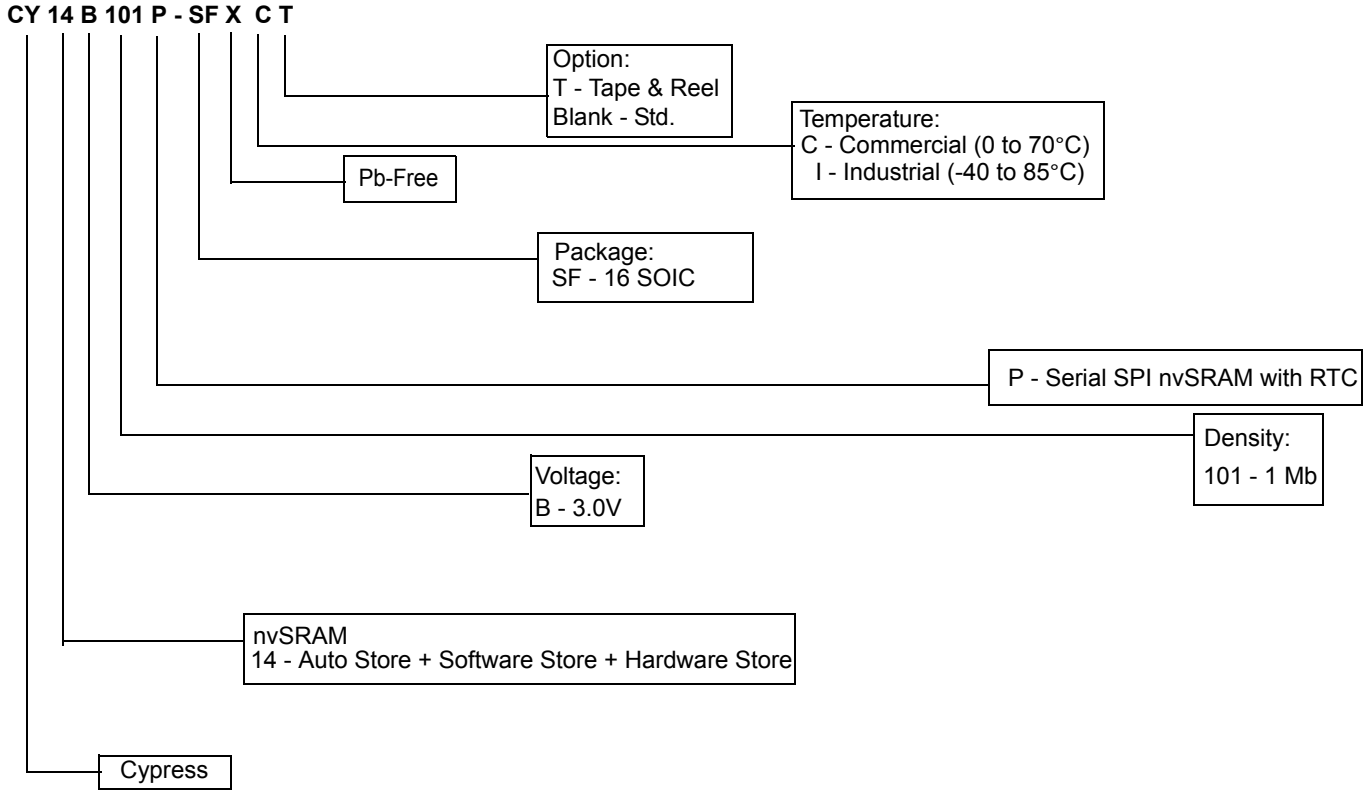 CY 14 B 101 P - SF X C T
Option:
T - Tape & Reel
Blank - Std.
Temperature:
C - Commercial (0 to 70°C)
I - Industrial (-40 to 85°C)
Pb-Free
Package:
SF - 16 SOIC
P - Serial SPI nvSRAM with RTC
Density:
101 - 1 Mb
Voltage:
B - 3.0V
nvSRAM
14 - Auto Store + Software Store + Hardware Store
Cypress